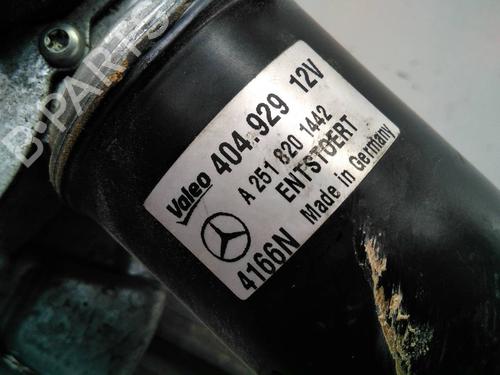 Valeo 404.929 12V
A 251 820 1442
ENTSTOERT
4166N Made in Germany
B-PARTS